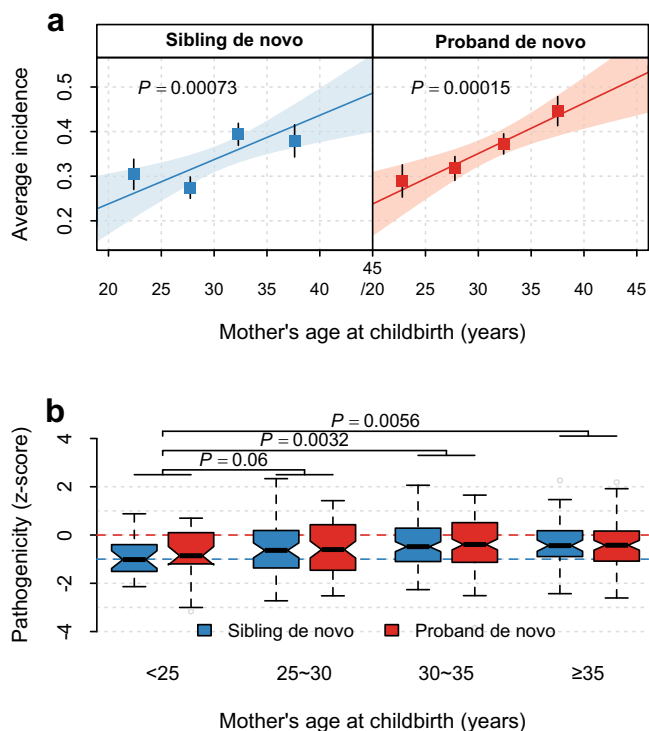 a
Sibling de novo
Proband de novo
P = 0.00073
P = 0.00015
Average incidence
0.5
0.4
0.3
0.2
20 25 30 35 40 45 /20 25 30 35 40 45
Mother's age at childbirth (years)
b
P = 0.0056
P = 0.0032
P = 0.06
Pathogenicity (z-score)
4
2
0
-2
-4
Sibling de novo
Proband de novo
<25 25~30 30~35 ≥35
Mother's age at childbirth (years)